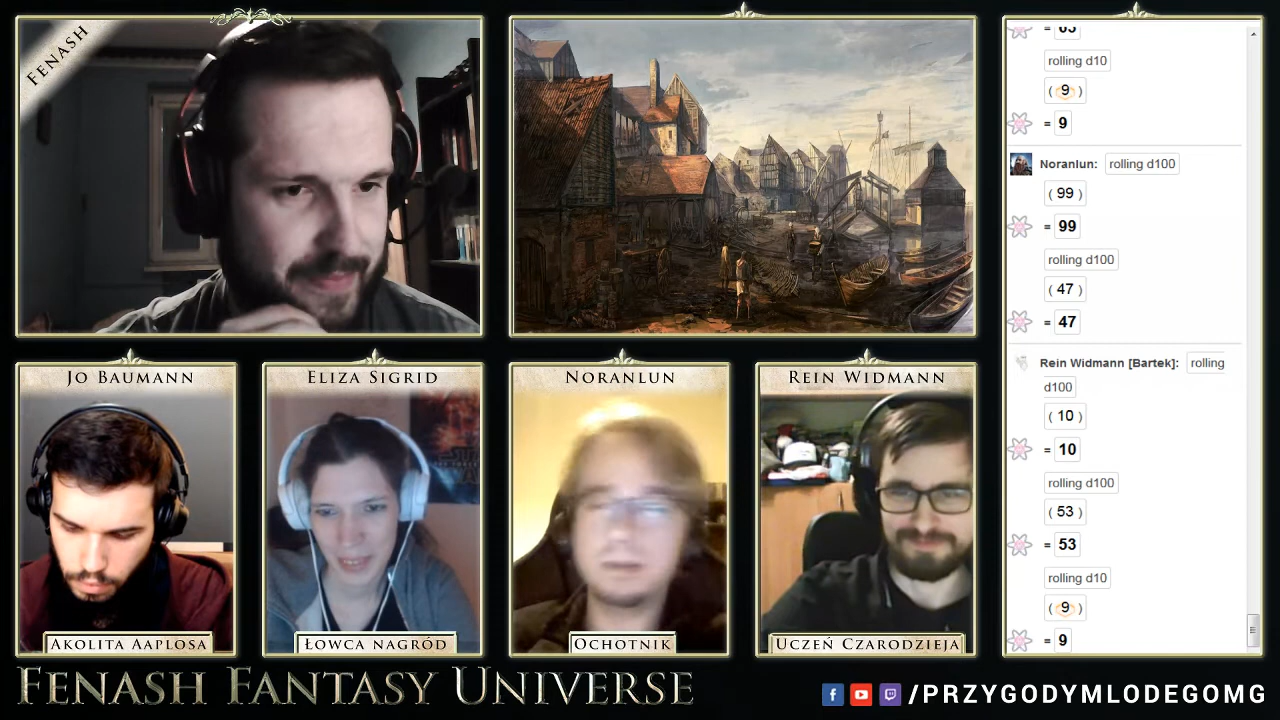 FENASH
JO BAUMANN
AKOLITA AAPLOSA
ELIZA SIGRID
ŁOWCA NAGRÓD
NORANLUN
OCHOTNIK
REIN WIDMANN
UCZEŃ CZARODZIEJA
= 63
rolling d10
( 9 )
= 9
Noranlun: rolling d100
( 99 )
= 99
rolling d100
( 47 )
= 47
Rein Widmann [Bartek]: rolling
d100
( 10 )
= 10
rolling d100
( 53 )
= 53
rolling d10
( 9 )
= 9
FENASH FANTASY UNIVERSE
/PRZYGODYMLODEGOMG